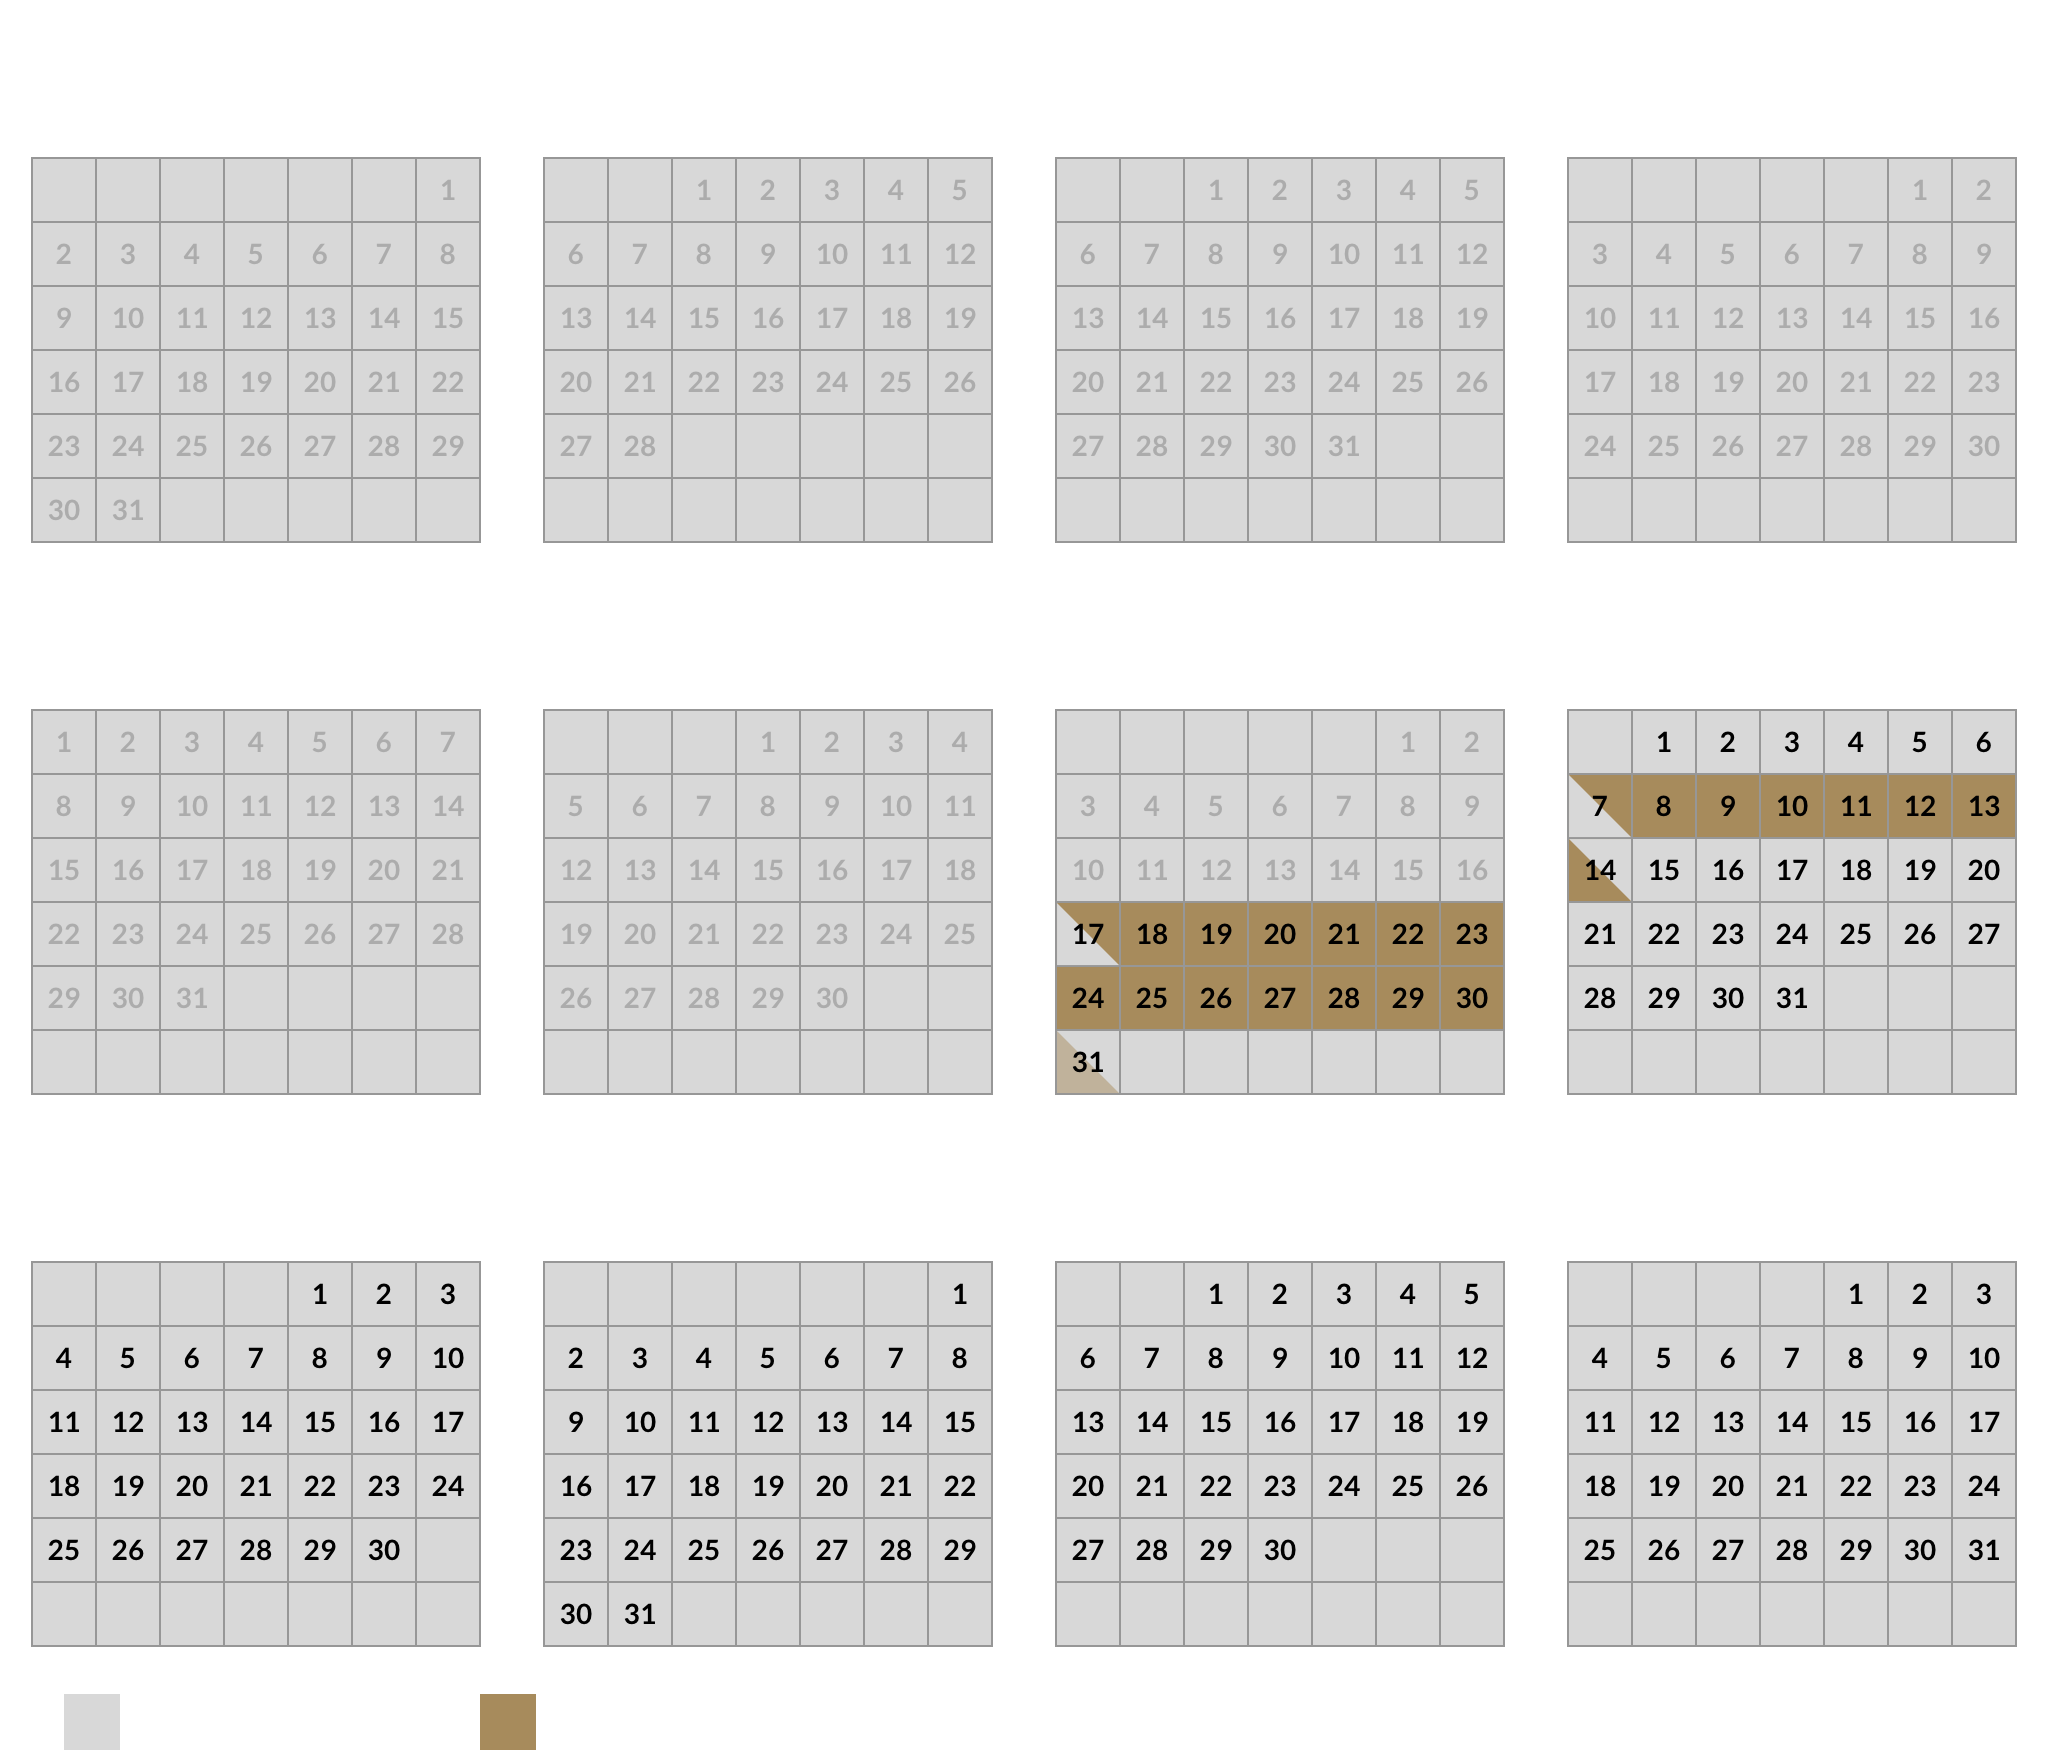 1
2 3 4 5 6 7 8
9 10 11 12 13 14 15
16 17 18 19 20 21 22
23 24 25 26 27 28 29
30 31
1 2 3 4 5
6 7 8 9 10 11 12
13 14 15 16 17 18 19
20 21 22 23 24 25 26
27 28
1 2 3 4 5
6 7 8 9 10 11 12
13 14 15 16 17 18 19
20 21 22 23 24 25 26
27 28 29 30 31
1 2
3 4 5 6 7 8 9
10 11 12 13 14 15 16
17 18 19 20 21 22 23
24 25 26 27 28 29 30
1 2 3 4 5 6 7
8 9 10 11 12 13 14
15 16 17 18 19 20 21
22 23 24 25 26 27 28
29 30 31
1 2 3 4
5 6 7 8 9 10 11
12 13 14 15 16 17 18
19 20 21 22 23 24 25
26 27 28 29 30
1 2
3 4 5 6 7 8 9
10 11 12 13 14 15 16
17 18 19 20 21 22 23
24 25 26 27 28 29 30
31
1 2 3 4 5 6
7 8 9 10 11 12 13
14 15 16 17 18 19 20
21 22 23 24 25 26 27
28 29 30 31
1 2 3
4 5 6 7 8 9 10
11 12 13 14 15 16 17
18 19 20 21 22 23 24
25 26 27 28 29 30
1
2 3 4 5 6 7 8
9 10 11 12 13 14 15
16 17 18 19 20 21 22
23 24 25 26 27 28 29
30 31
1 2 3 4 5
6 7 8 9 10 11 12
13 14 15 16 17 18 19
20 21 22 23 24 25 26
27 28 29 30
1 2 3
4 5 6 7 8 9 10
11 12 13 14 15 16 17
18 19 20 21 22 23 24
25 26 27 28 29 30 31